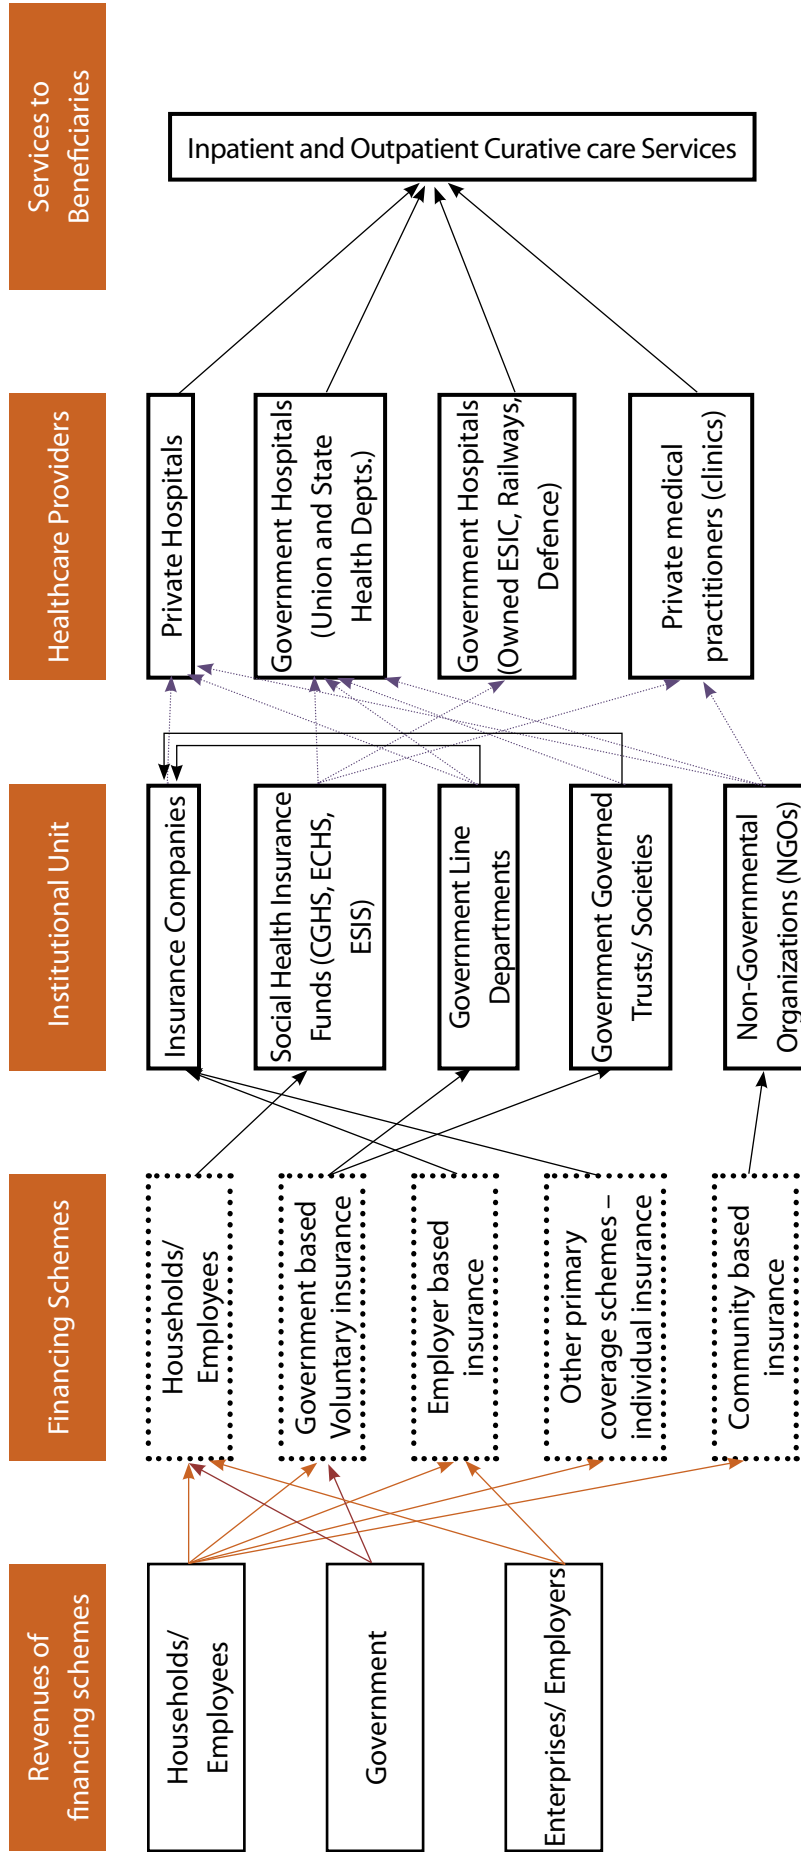 Revenues of
financing schemes
Households/
Employees
Government
Enterprises/ Employers
Financing Schemes
Households/
Employees
Government based
Voluntary insurance
Employer based
insurance
Other primary
coverage schemes –
individual insurance
Community based
insurance
Institutional Unit
Insurance Companies
Social Health Insurance
Funds (CGHS, ECHS,
ESIS)
Government Line
Departments
Government Governed
Trusts/ Societies
Non-Governmental
Organizations (NGOs)
Healthcare Providers
Private Hospitals
Government Hospitals
(Union and State
Health Depts.)
Government Hospitals
(Owned ESIC, Railways,
Defence)
Private medical
practitioners (clinics)
Services to
Beneficiaries
Inpatient and Outpatient Curative care Services